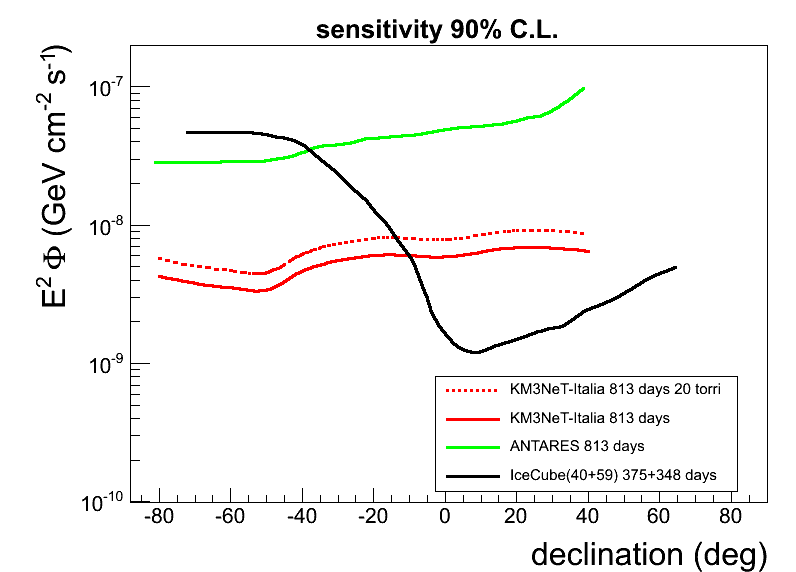 sensitivity 90% C.L.
E² Φ (GeV cm⁻² s⁻¹)
10⁻⁷
10⁻⁸
10⁻⁹
10⁻¹⁰
-80 -60 -40 -20 0 20 40 60 80
declination (deg)
KM3NeT-Italia 813 days 20 torri
KM3NeT-Italia 813 days
ANTARES 813 days
IceCube(40+59) 375+348 days